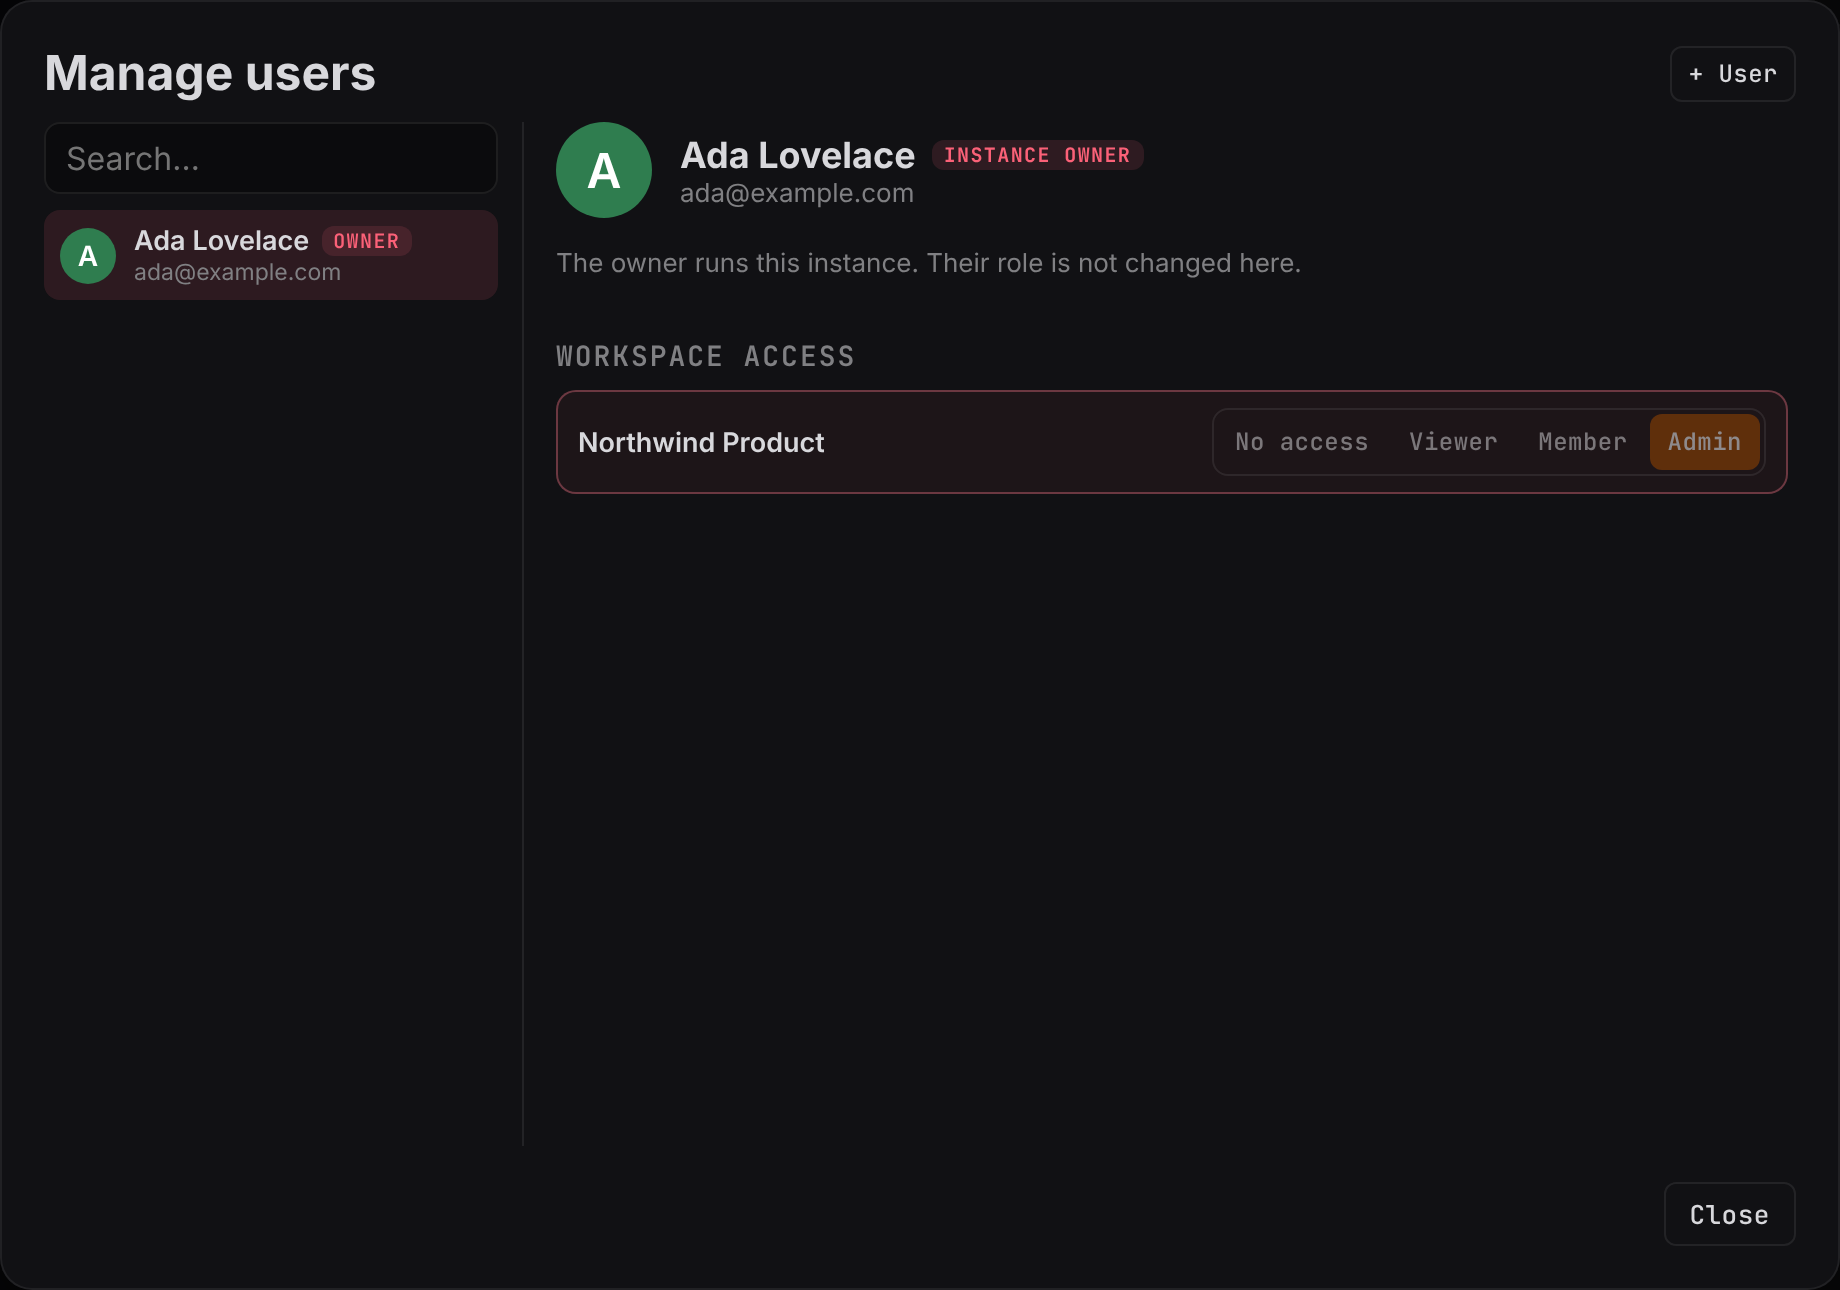 Manage users
+ User
Search...
A
Ada Lovelace OWNER
ada@example.com
A
Ada Lovelace INSTANCE OWNER
ada@example.com
The owner runs this instance. Their role is not changed here.
WORKSPACE ACCESS
Northwind Product No access Viewer Member Admin
Close